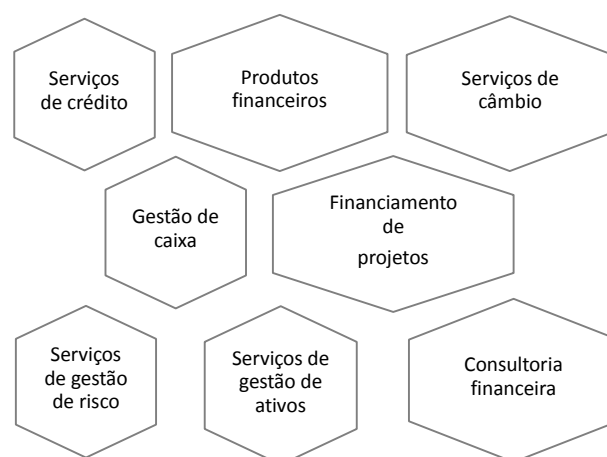 Serviços
de crédito
Produtos
financeiros
Serviços de
câmbio
Gestão de
caixa
Financiamento
de
projetos
Serviços
de gestão
de risco
Serviços de
gestão de
ativos
Consultoria
financeira